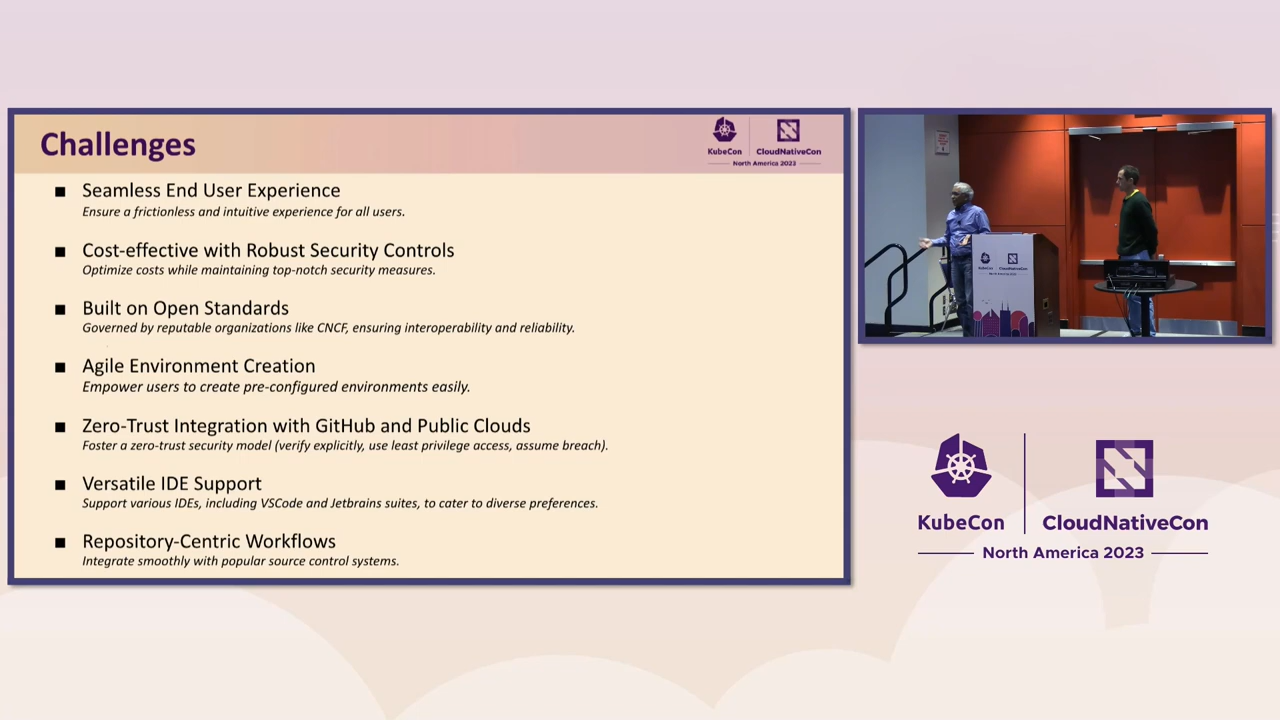 Challenges
KubeCon
CloudNativeCon
North America 2023
■ Seamless End User Experience
Ensure a frictionless and intuitive experience for all users.
■ Cost-effective with Robust Security Controls
Optimize costs while maintaining top-notch security measures.
■ Built on Open Standards
Governed by reputable organizations like CNCF, ensuring interoperability and reliability.
■ Agile Environment Creation
Empower users to create pre-configured environments easily.
■ Zero-Trust Integration with GitHub and Public Clouds
Foster a zero-trust security model (verify explicitly, use least privilege access, assume breach).
■ Versatile IDE Support
Support various IDEs, including VSCode and Jetbrains suites, to cater to diverse preferences.
■ Repository-Centric Workflows
Integrate smoothly with popular source control systems.
KubeCon
CloudNativeCon
KubeCon
CloudNativeCon
North America 2023